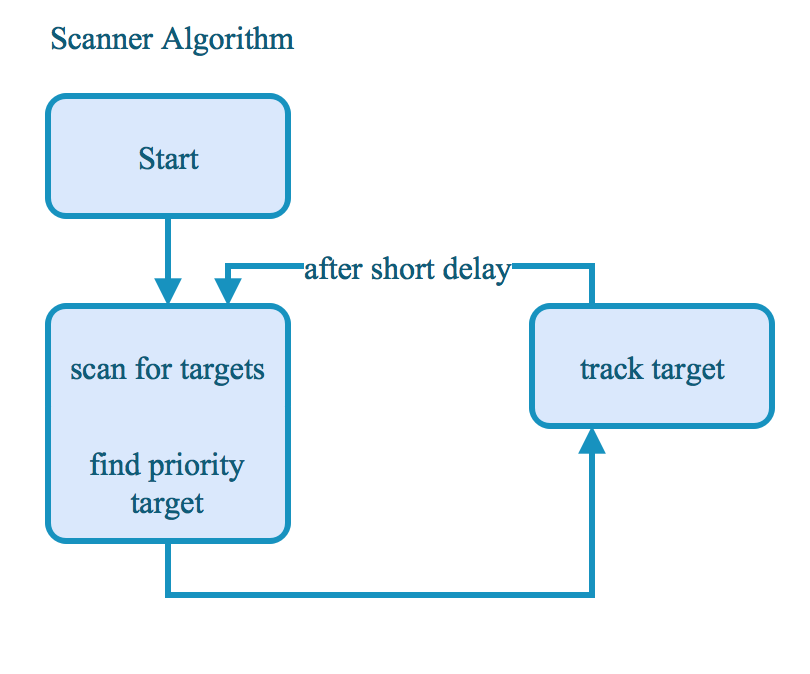 Scanner Algorithm
Start
after short delay
scan for targets
track target
find priority
target